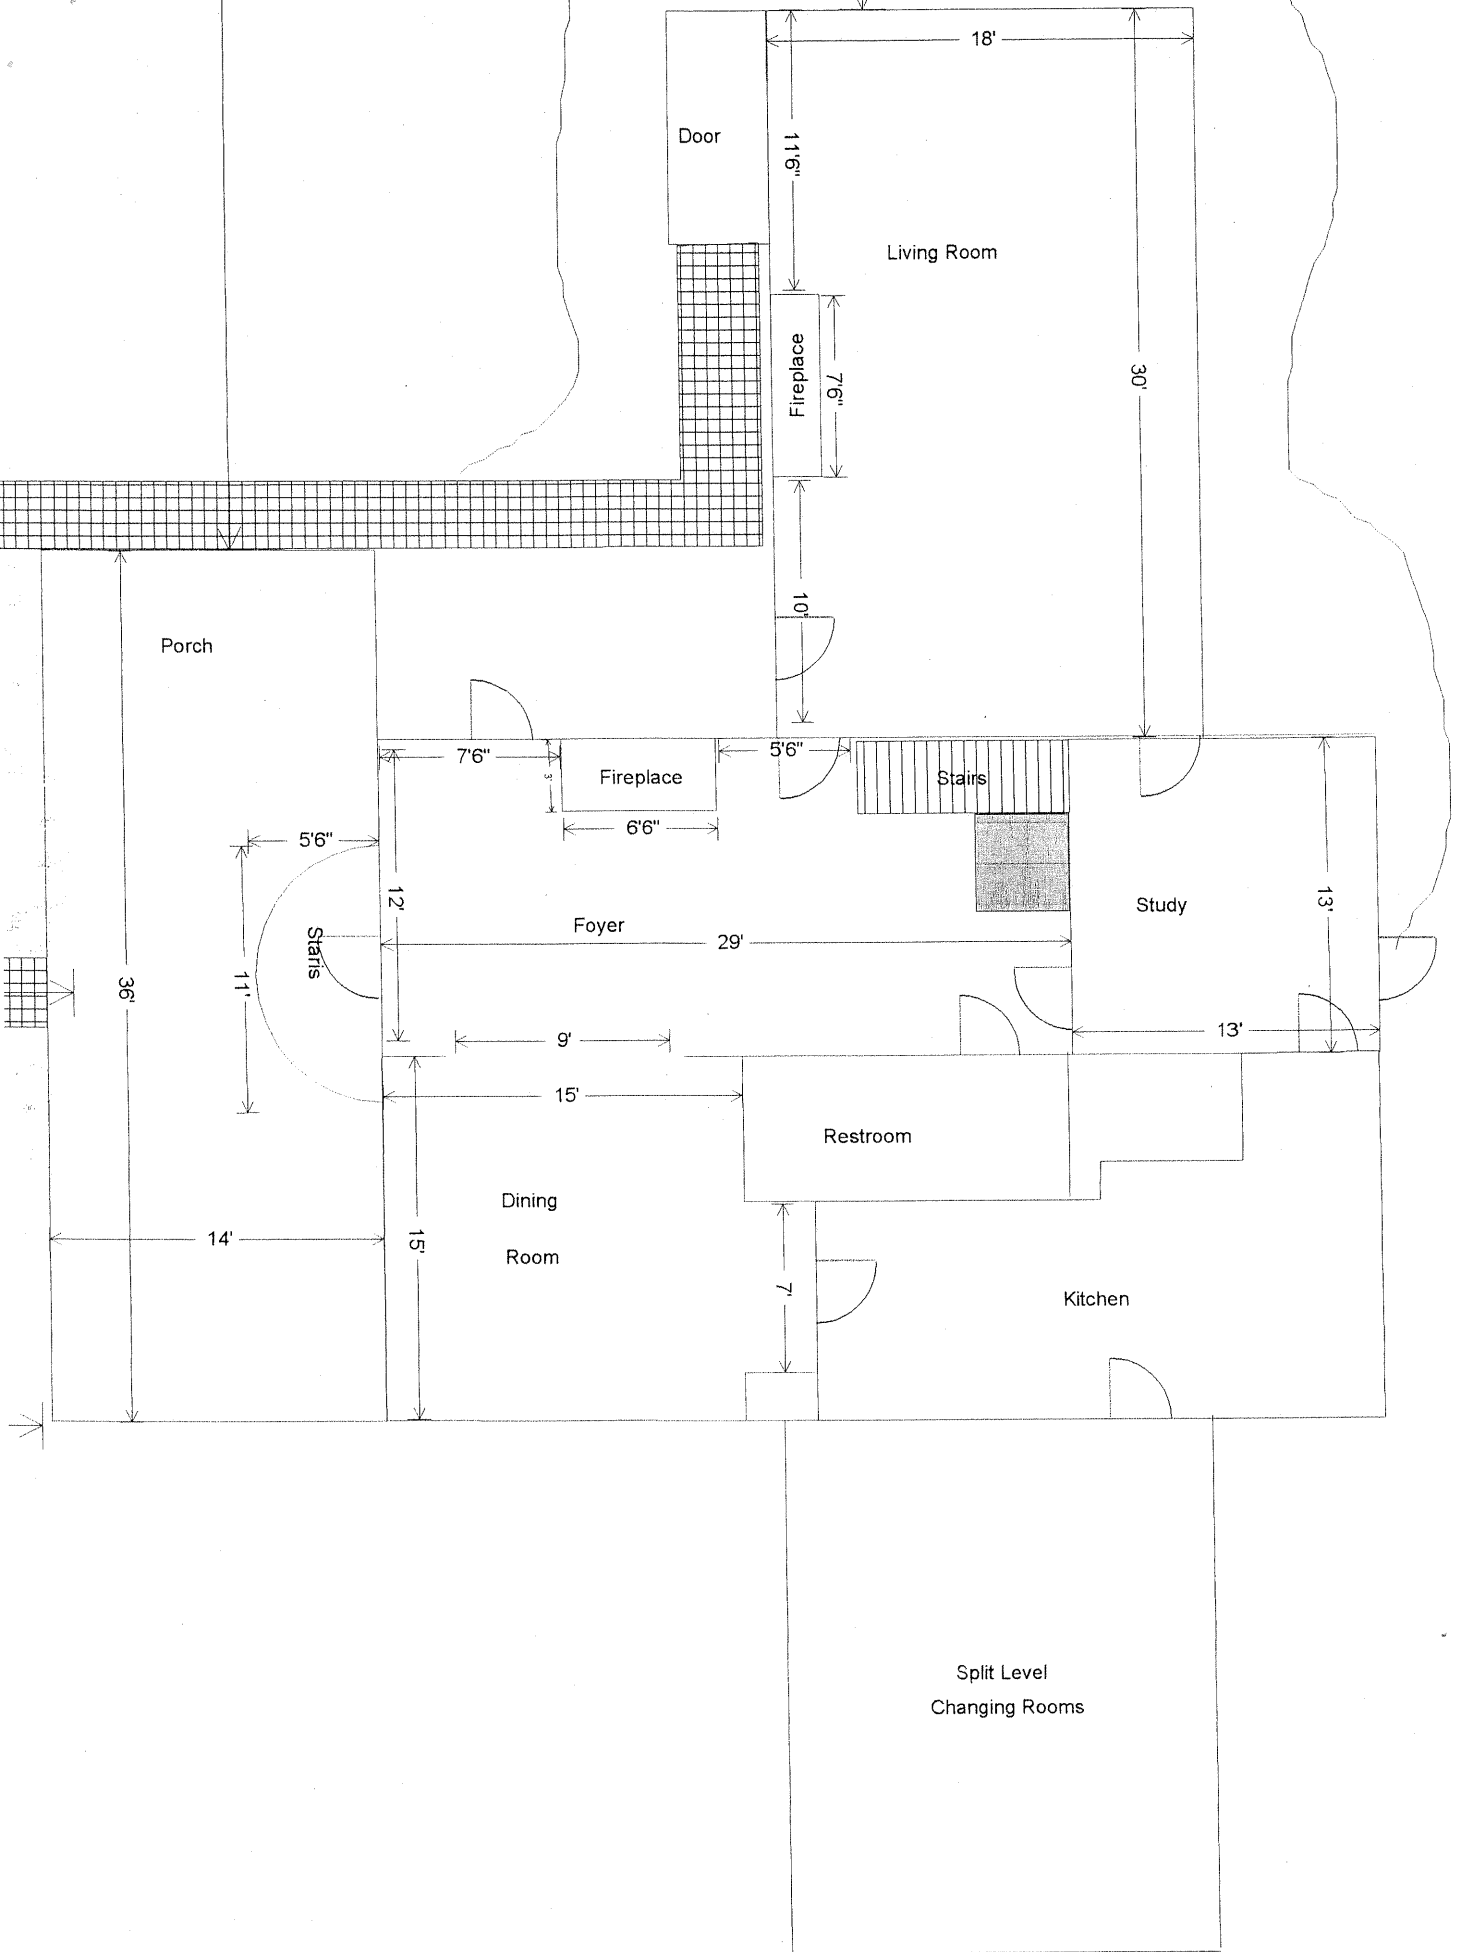 18'
Door
11'6"
Living Room
Fireplace
7'6"
30'
10'
Porch
7'6"
3'
Fireplace
5'6"
Stairs
6'6"
5'6"
12'
Staris
Foyer
29'
Study
13'
36'
11'
9'
13'
15'
Restroom
Dining
Room
14'
15'
7'
Kitchen
Split Level
Changing Rooms